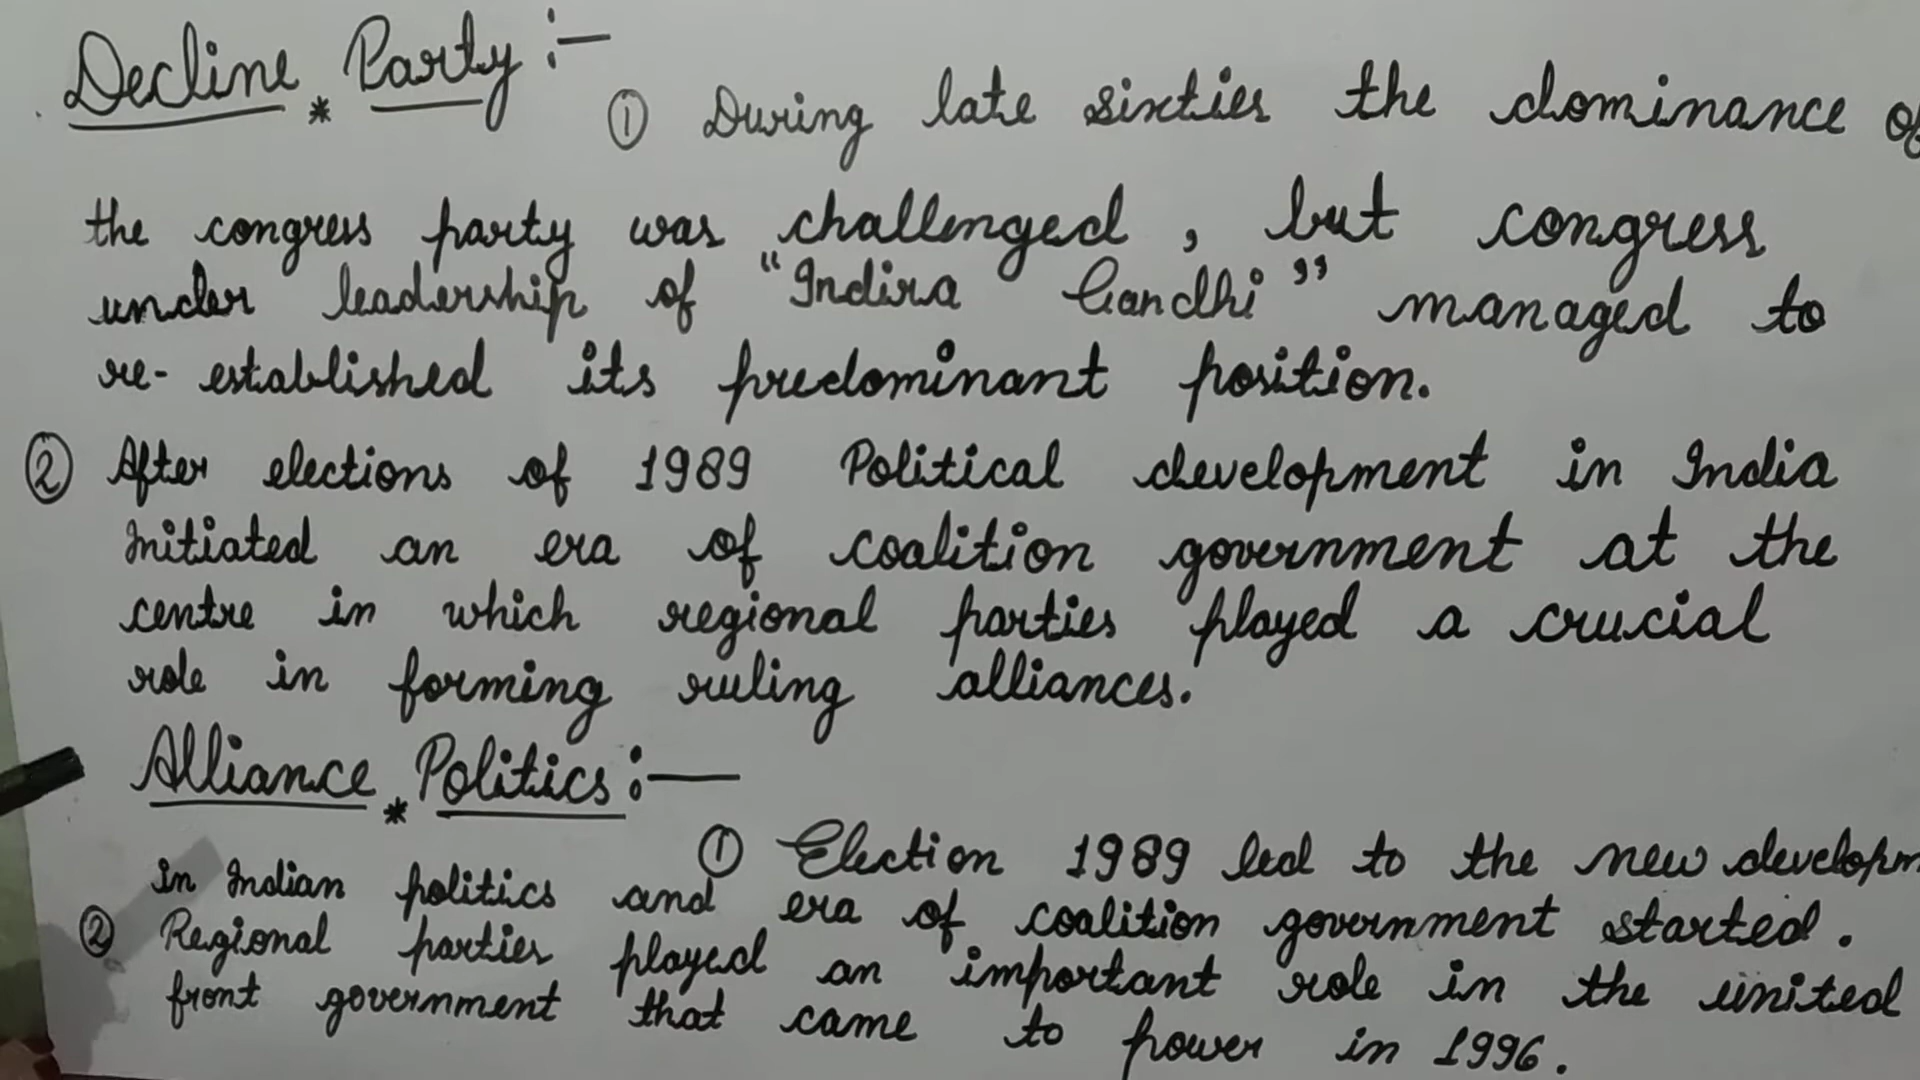 Decline * Party :-
① During late sixties the dominance of
the congress party was challenged, but congress
under leadership of "Indira Gandhi" managed to
re-established its predominant position.
② After elections of 1989 Political development in India
Initiated an era of coalition government at the
centre in which regional parties played a crucial
role in forming ruling alliances.
Alliance * Politics :-
① Election 1989 led to the new developm
in Indian politics and era of coalition government started.
② Regional parties played an important role in the united
front government that came to power in 1996.